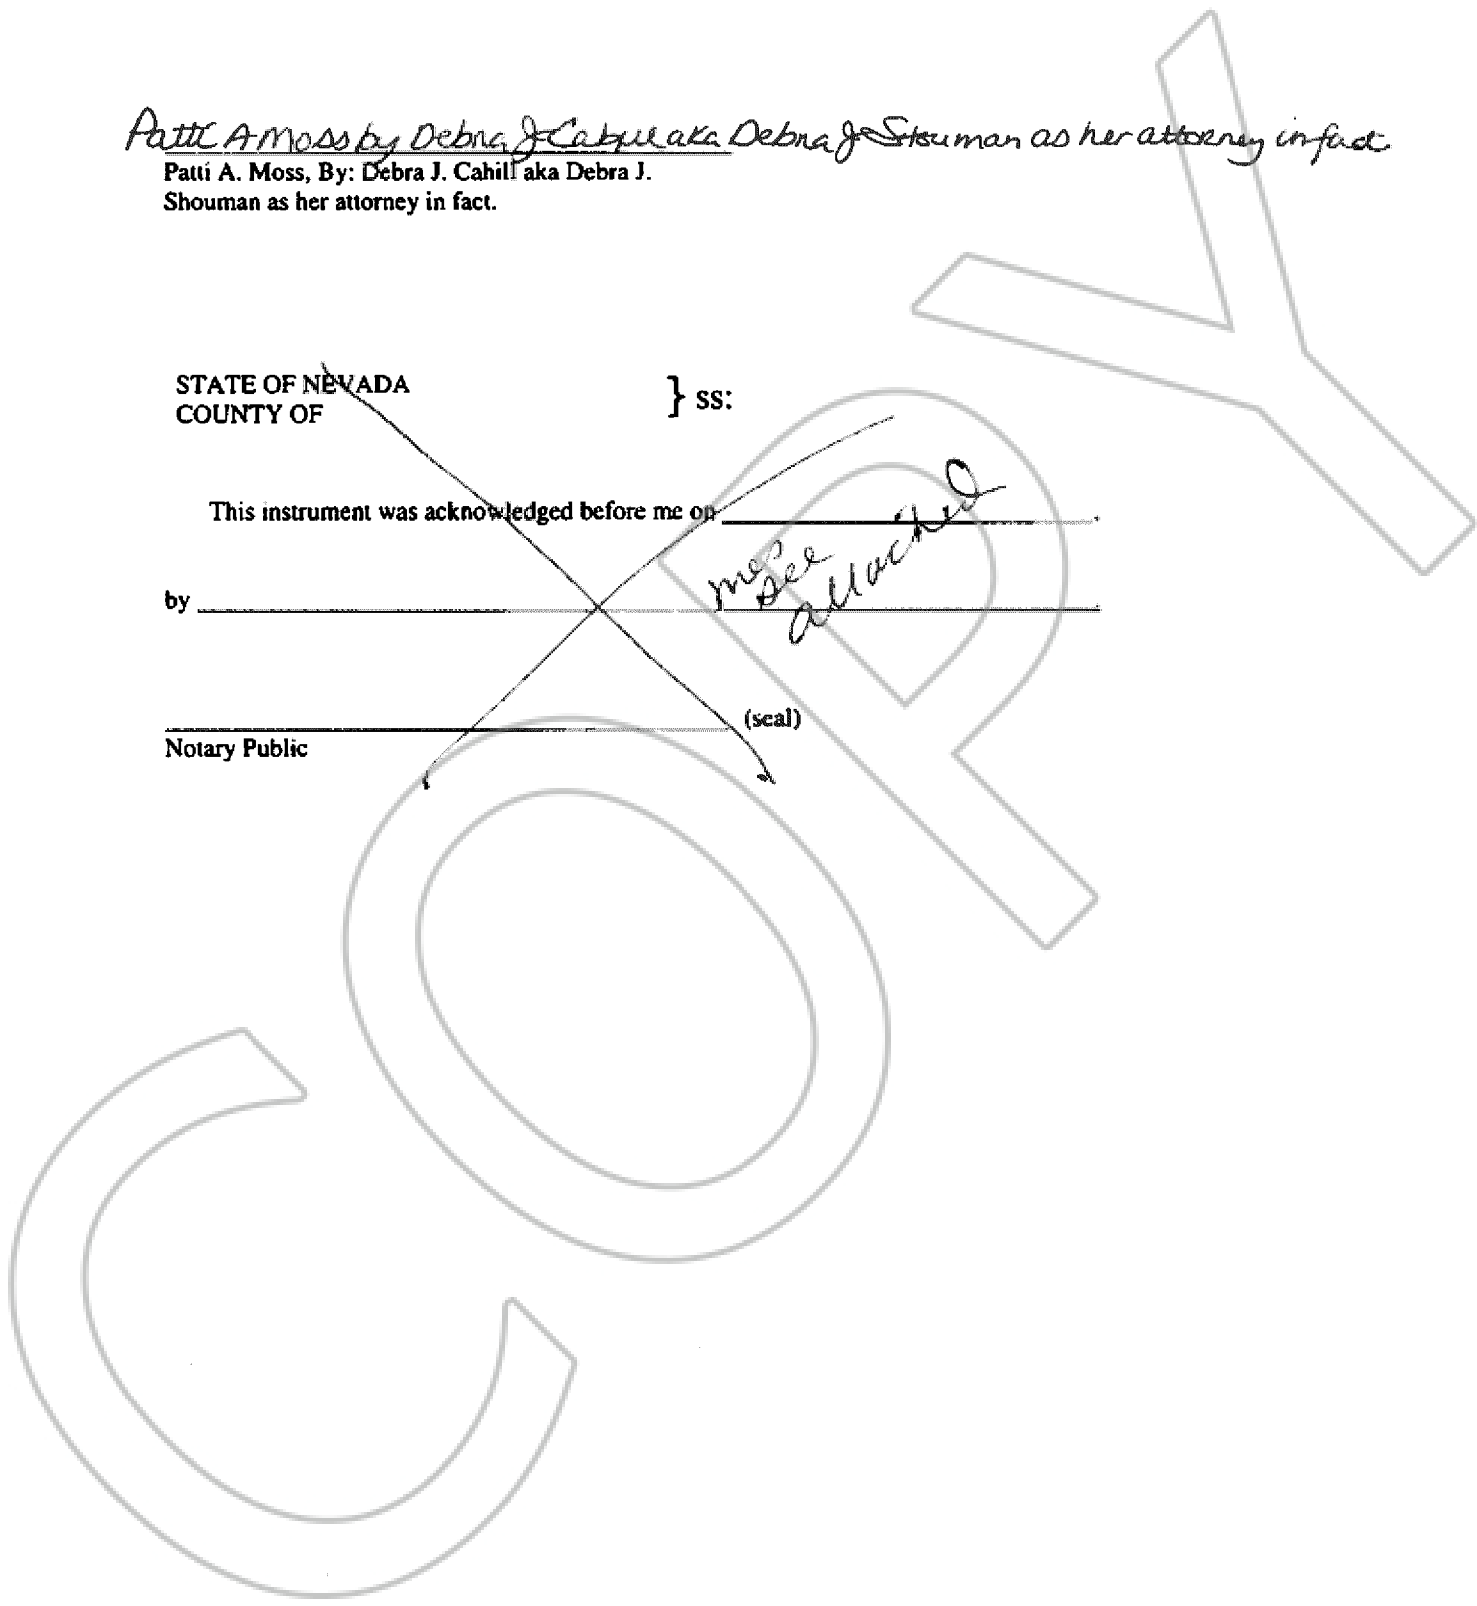 Patti A Moss by Debra J Cahill aka Debra J Shouman as her attorney in fact
Patti A. Moss, By: Debra J. Cahill aka Debra J.
Shouman as her attorney in fact.
STATE OF NEVADA
COUNTY OF
} ss:
This instrument was acknowledged before me on
by
see
attached
(seal)
Notary Public
COPY